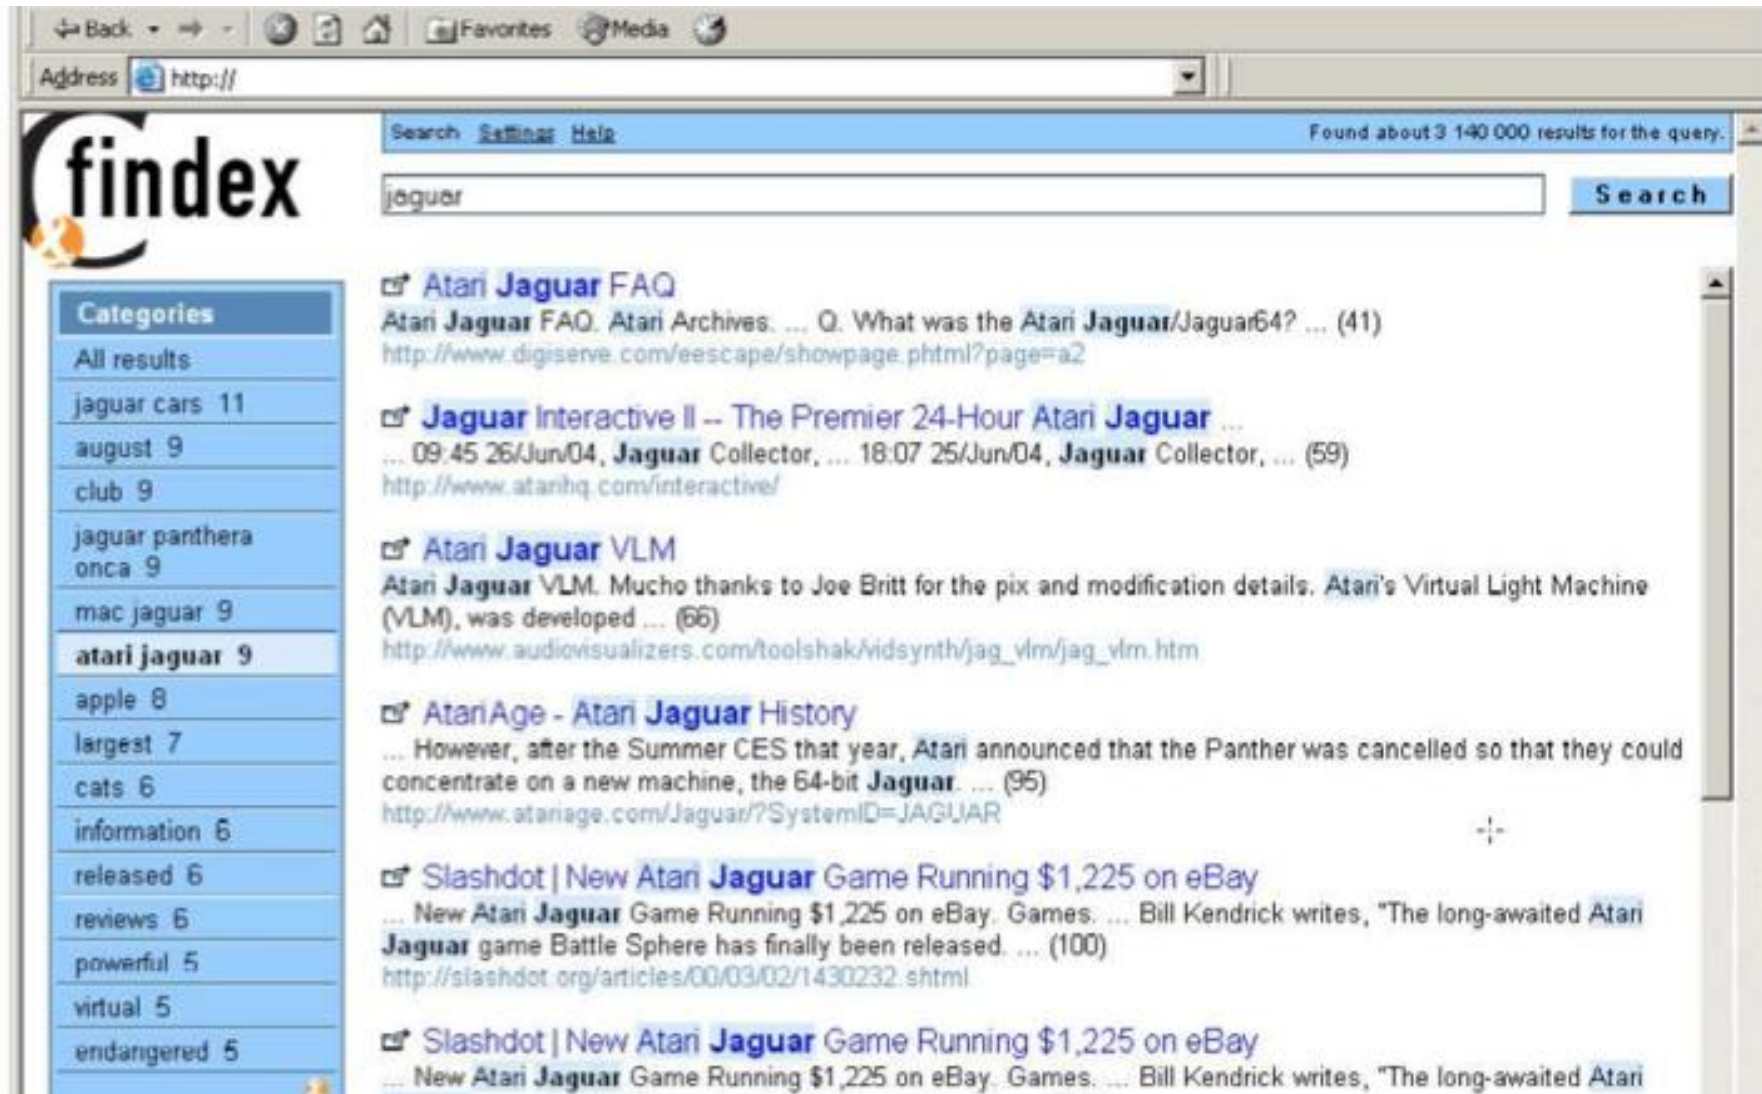 Back
Favorites
Media
Address http://
findex
Search Settings Help
Found about 3 140 000 results for the query.
jaguar
Search
Categories
All results
jaguar cars 11
august 9
club 9
jaguar panthera
onca 9
mac jaguar 9
atari jaguar 9
apple 8
largest 7
cats 6
information 6
released 6
reviews 6
powerful 5
virtual 5
endangered 5
Atari Jaguar FAQ
Atari Jaguar FAQ. Atari Archives. ... Q. What was the Atari Jaguar/Jaguar64? ... (41)
http://www.digiserve.com/eescape/showpage.phtml?page=a2
Jaguar Interactive II -- The Premier 24-Hour Atari Jaguar ...
... 09:45 26/Jun/04, Jaguar Collector, ... 18:07 25/Jun/04, Jaguar Collector, ... (59)
http://www.atarihq.com/interactive/
Atari Jaguar VLM
Atari Jaguar VLM. Mucho thanks to Joe Britt for the pix and modification details. Atari's Virtual Light Machine
(VLM), was developed ... (66)
http://www.audiovisualizers.com/toolshak/vidsynth/jag_vlm/jag_vlm.htm
AtariAge - Atari Jaguar History
... However, after the Summer CES that year, Atari announced that the Panther was cancelled so that they could
concentrate on a new machine, the 64-bit Jaguar. ... (95)
http://www.atariage.com/Jaguar/?SystemID=JAGUAR
Slashdot | New Atari Jaguar Game Running $1,225 on eBay
... New Atari Jaguar Game Running $1,225 on eBay. Games. ... Bill Kendrick writes, "The long-awaited Atari
Jaguar game Battle Sphere has finally been released. ... (100)
http://slashdot.org/articles/00/03/02/1430232.shtml
Slashdot | New Atari Jaguar Game Running $1,225 on eBay
... New Atari Jaguar Game Running $1,225 on eBay. Games. ... Bill Kendrick writes, "The long-awaited Atari